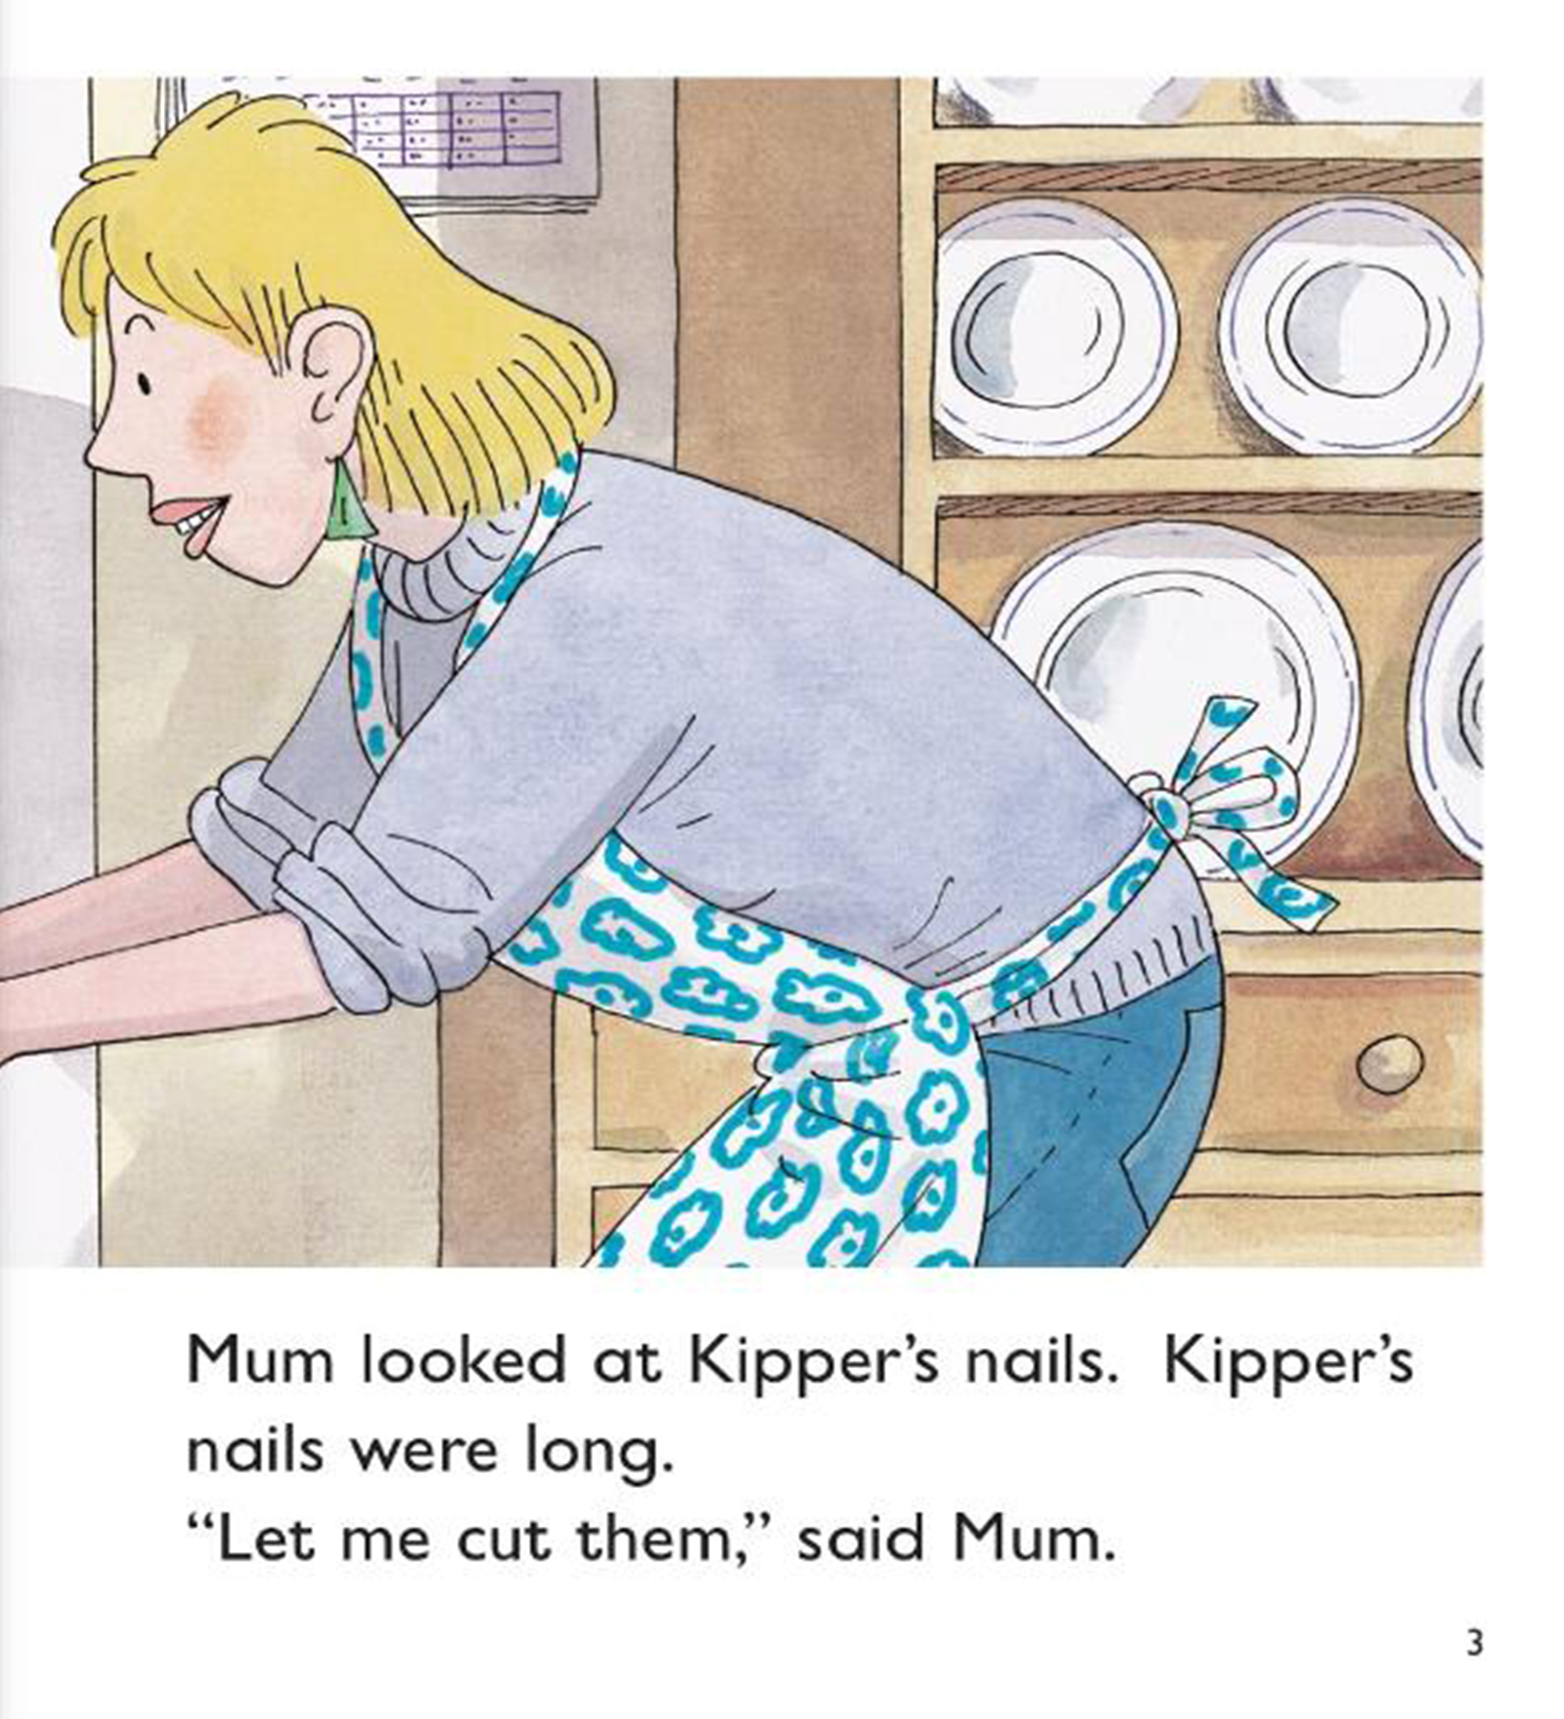 Mum looked at Kipper’s nails. Kipper’s
nails were long.
“Let me cut them,” said Mum.
3